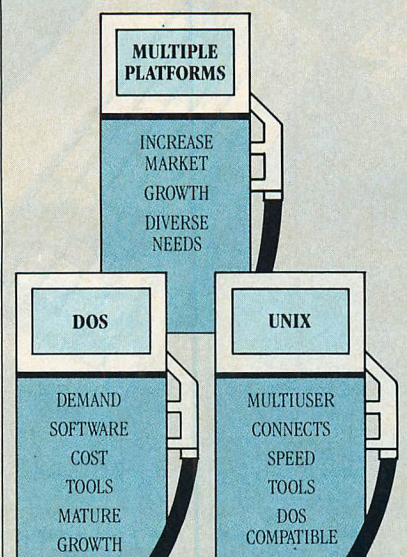 MULTIPLE
PLATFORMS
INCREASE
MARKET
GROWTH
DIVERSE
NEEDS
DOS
DEMAND
SOFTWARE
COST
TOOLS
MATURE
GROWTH
UNIX
MULTIUSER
CONNECTS
SPEED
TOOLS
DOS
COMPATIBLE